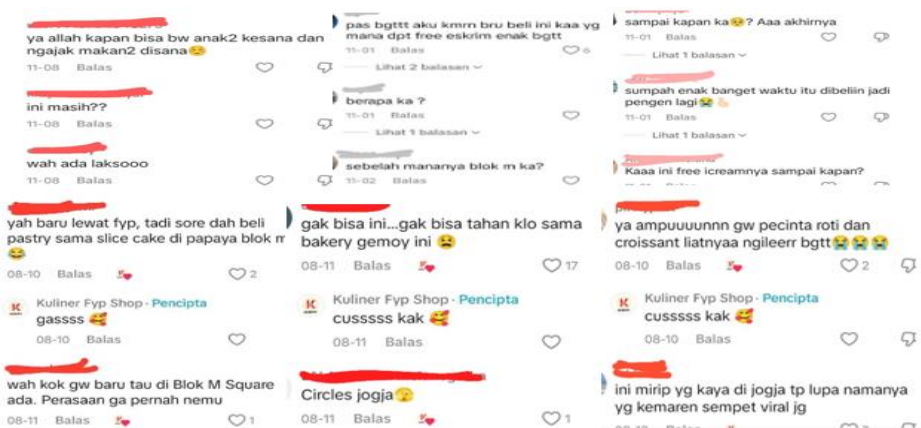 ya allah kapan bisa bw anak2 kesana dan
ngajak makan2 disana😔
11-08 Balas
ini masih??
11-08 Balas
wah ada laksooo
11-08 Balas
pas bgttt aku kmrn bru beli ini kaa yg
mana dpt free eskrim enak bgtt
11-01 Balas 6
Lihat 2 balasan
berapa ka ?
11-01 Balas
Lihat 1 balasan
sebelah mananya blok m ka?
11-02 Balas
sampai kapan ka🥺? Aaa akhirnya
11-01 Balas
Lihat 1 balasan
sumpah enak banget waktu itu dibeliin jadi
pengen lagi😭👌🏻
11-01 Balas
Lihat 1 balasan
Kaaa ini free icreamnya sampai kapan?
yah baru lewat fyp, tadi sore dah beli
pastry sama slice cake di papaya blok m
😂
08-10 Balas 2
Kuliner Fyp Shop · Pencipta
gassss 🥰
08-10 Balas
wah kok gw baru tau di Blok M Square
ada. Perasaan ga pernah nemu
08-11 Balas 1
gak bisa ini...gak bisa tahan klo sama
bakery gemoy ini 😫
08-11 Balas 17
Kuliner Fyp Shop · Pencipta
cusssss kak 🥰
08-11 Balas
Circles jogja🫣
08-11 Balas 1
ya ampuuuunnn gw pecinta roti dan
croissant liatnyaa ngileerr bgtt😭😭😭
08-10 Balas 2
Kuliner Fyp Shop · Pencipta
cusssss kak 🥰
08-10 Balas
ini mirip yg kaya di jogja tp lupa namanya
yg kemaren sempet viral jg